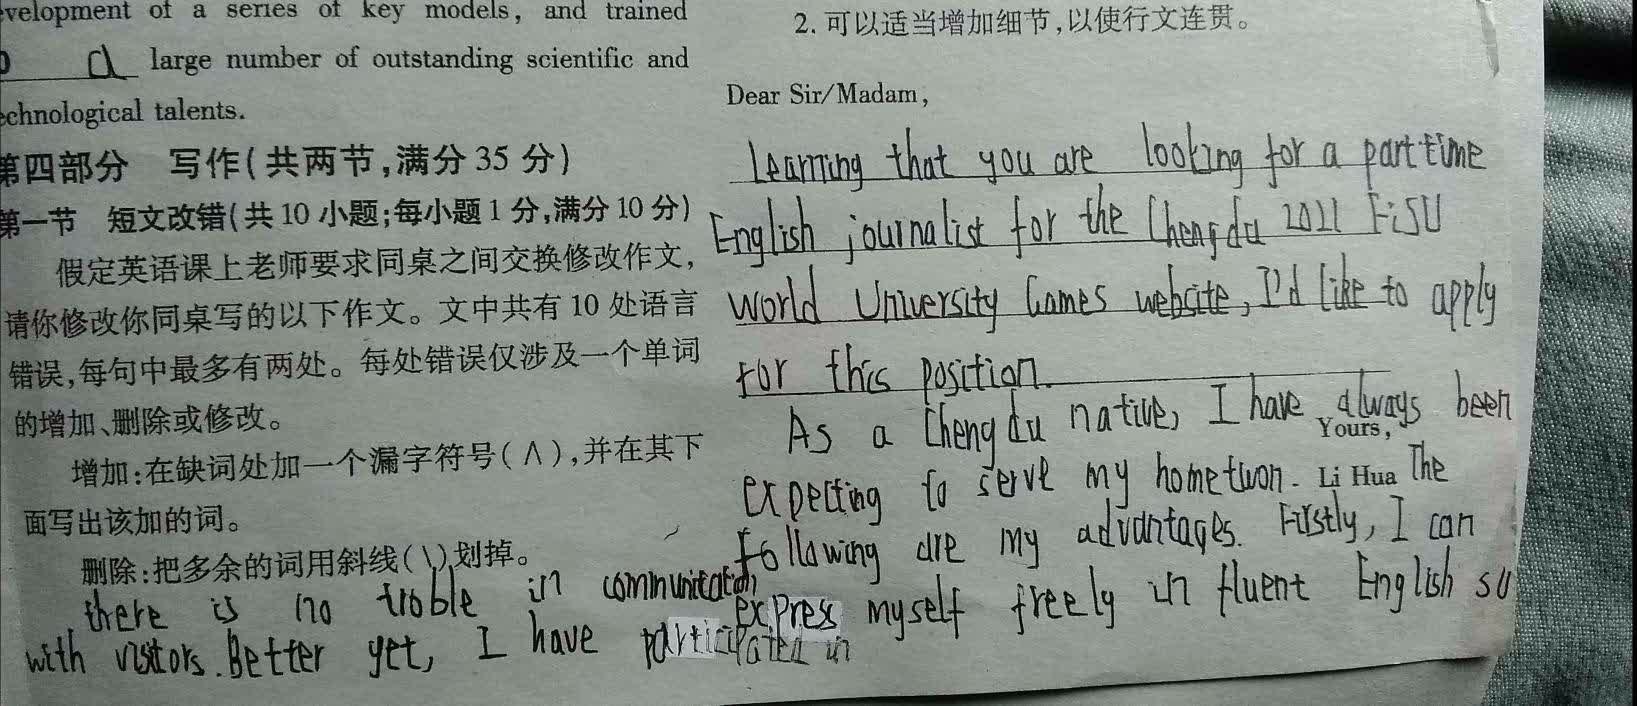 velopment of a series of key models, and trained
a large number of outstanding scientific and
echnological talents.
第四部分 写作(共两节,满分35分)
第一节 短文改错(共10小题;每小题1分,满分10分)
假定英语课上老师要求同桌之间交换修改作文,
请你修改你同桌写的以下作文。文中共有10处语言
错误,每句中最多有两处。每处错误仅涉及一个单词
的增加、删除或修改。
增加:在缺词处加一个漏字符号(∧),并在其下
面写出该加的词。
删除:把多余的词用斜线(\)划掉。
2. 可以适当增加细节,以使行文连贯。
Dear Sir/Madam,
Learning that you are looking for a part time
English journalist for the Chengdu 2021 FISU
World University Games website, I'd like to apply
for this position.
As a Chengdu native, I have always been
Yours,
expecting to serve my hometwon. The
Li Hua
following are my advantages. Firstly, I can
express myself freely in fluent English so
there is no troble in communication
with visitors. Better yet, I have participated in